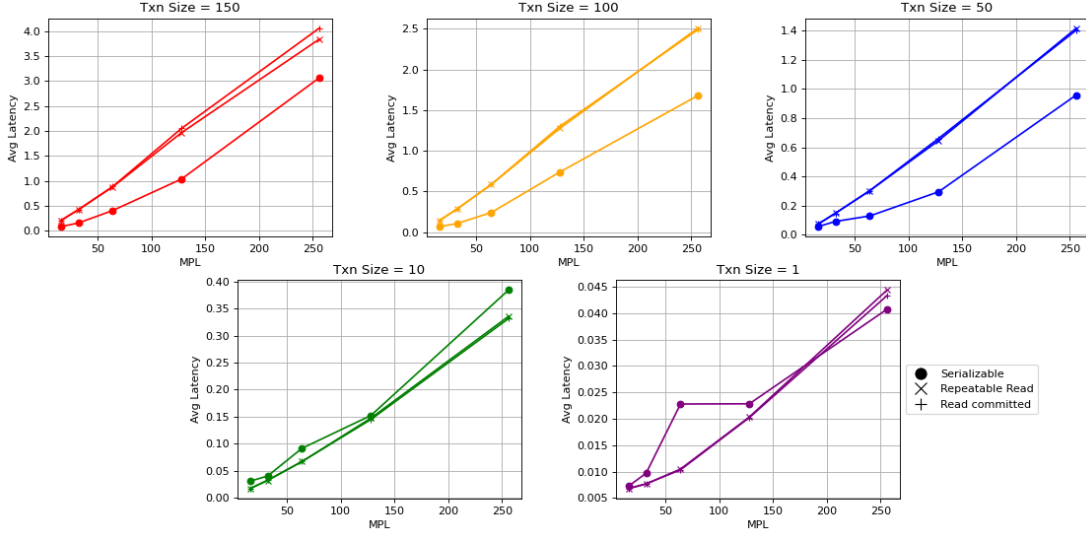 Txn Size = 150
4.0
3.5
3.0
2.5
2.0
1.5
1.0
0.5
0.0
Avg Latency
50 100 150 200 250
MPL
Txn Size = 100
2.5
2.0
1.5
1.0
0.5
0.0
Avg Latency
50 100 150 200 250
MPL
Txn Size = 50
1.4
1.2
1.0
0.8
0.6
0.4
0.2
0.0
Avg Latency
50 100 150 200 250
MPL
Txn Size = 10
0.40
0.35
0.30
0.25
0.20
0.15
0.10
0.05
0.00
Avg Latency
50 100 150 200 250
MPL
Txn Size = 1
0.045
0.040
0.035
0.030
0.025
0.020
0.015
0.010
0.005
Avg Latency
50 100 150 200 250
MPL
Serializable
Repeatable Read
Read committed